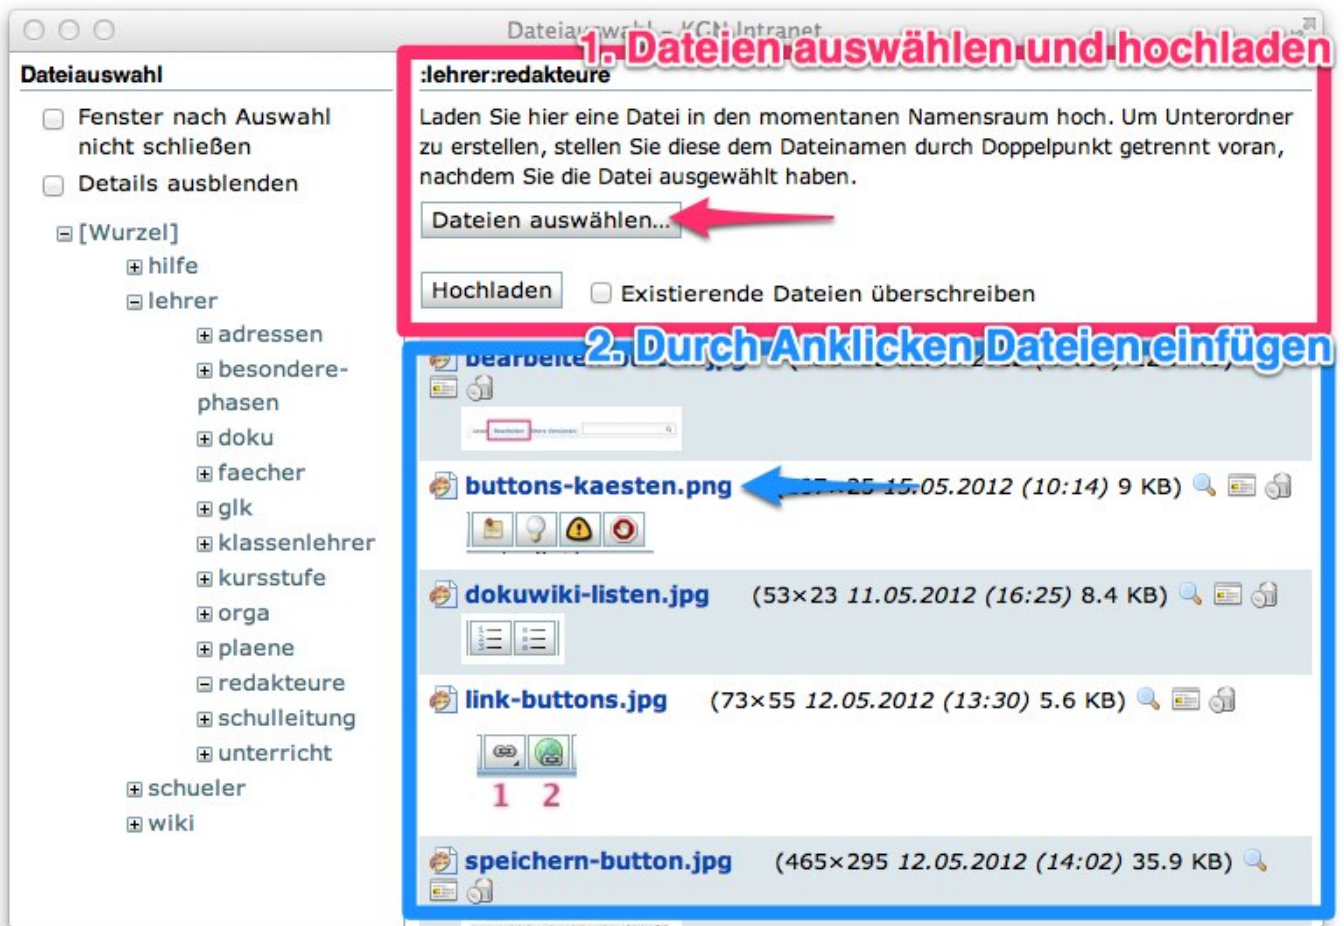 Dateiauswahl – KGN Intranet
1. Dateien auswählen und hochladen
Dateiauswahl
Fenster nach Auswahl
nicht schließen
Details ausblenden
[Wurzel]
hilfe
lehrer
adressen
besondere-
phasen
doku
faecher
glk
klassenlehrer
kursstufe
orga
plaene
redakteure
schulleitung
unterricht
schueler
wiki
:lehrer:redakteure
Laden Sie hier eine Datei in den momentanen Namensraum hoch. Um Unterordner
zu erstellen, stellen Sie diese dem Dateinamen durch Doppelpunkt getrennt voran,
nachdem Sie die Datei ausgewählt haben.
Dateien auswählen...
Hochladen Existierende Dateien überschreiben
2. Durch Anklicken Dateien einfügen
Bearbeiten
buttons-kaesten.png 15.05.2012 (10:14) 9 KB)
dokuwiki-listen.jpg (53×23 11.05.2012 (16:25) 8.4 KB)
link-buttons.jpg (73×55 12.05.2012 (13:30) 5.6 KB)
1 2
speichern-button.jpg (465×295 12.05.2012 (14:02) 35.9 KB)